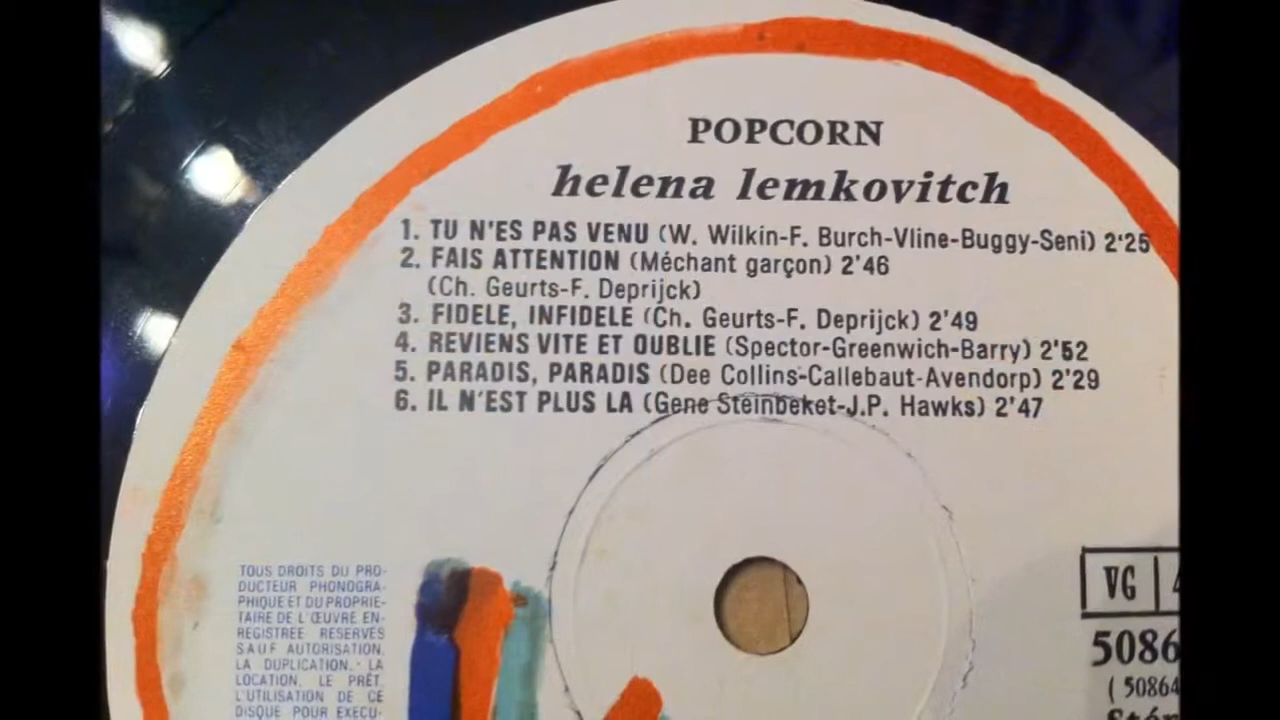 POPCORN
helena lemkovitch
1. TU N'ES PAS VENU (W. Wilkin-F. Burch-Vline-Buggy-Seni) 2'25
2. FAIS ATTENTION (Méchant garçon) 2'46
(Ch. Geurts-F. Deprijck)
3. FIDELE, INFIDELE (Ch. Geurts-F. Deprijck) 2'49
4. REVIENS VITE ET OUBLIE (Spector-Greenwich-Barry) 2'52
5. PARADIS, PARADIS (Dee Collins-Callebaut-Avendorp) 2'29
6. IL N'EST PLUS LA (Gene Steinbeket-J.P. Hawks) 2'47
TOUS DROITS DU PRO-
DUCTEUR PHONOGRA-
PHIQUE ET DU PROPRIE-
TAIRE DE L'ŒUVRE EN-
REGISTREE RESERVES
SAUF AUTORISATION,
LA DUPLICATION, LA
LOCATION, LE PRÊT,
L'UTILISATION DE CE
DISQUE POUR EXECU-
VG
5086
( 50864